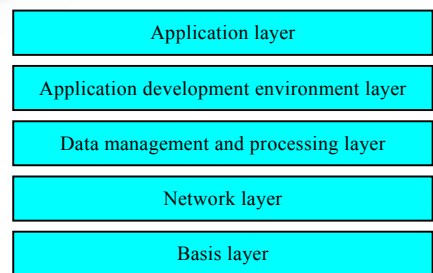 Application layer
Application development environment layer
Data management and processing layer
Network layer
Basis layer